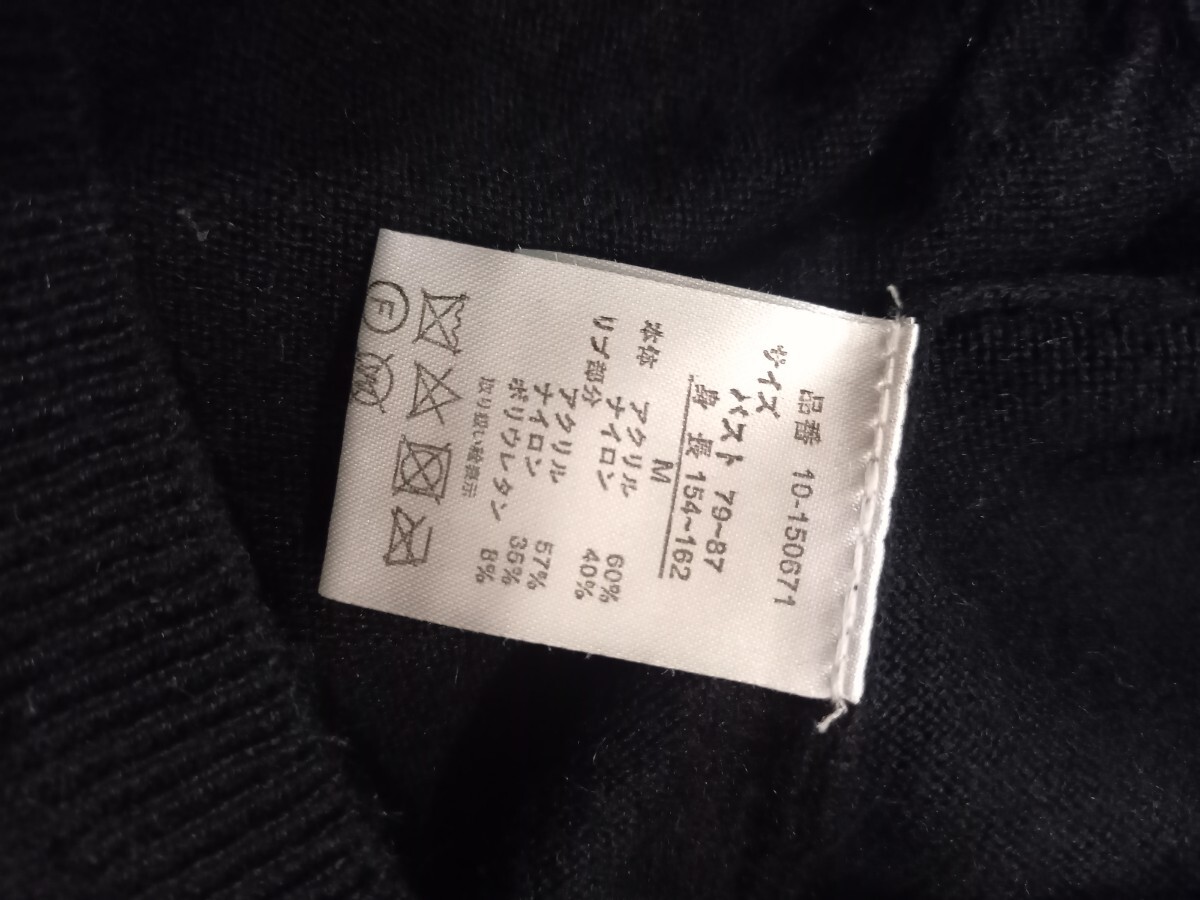 品番 10-150671
サイズ
バスト 79~87
身長 154~162
M
本体 アクリル 60%
ナイロン 40%
リブ部分
アクリル 57%
ナイロン 35%
ポリウレタン 8%
取り扱い絵表示
F